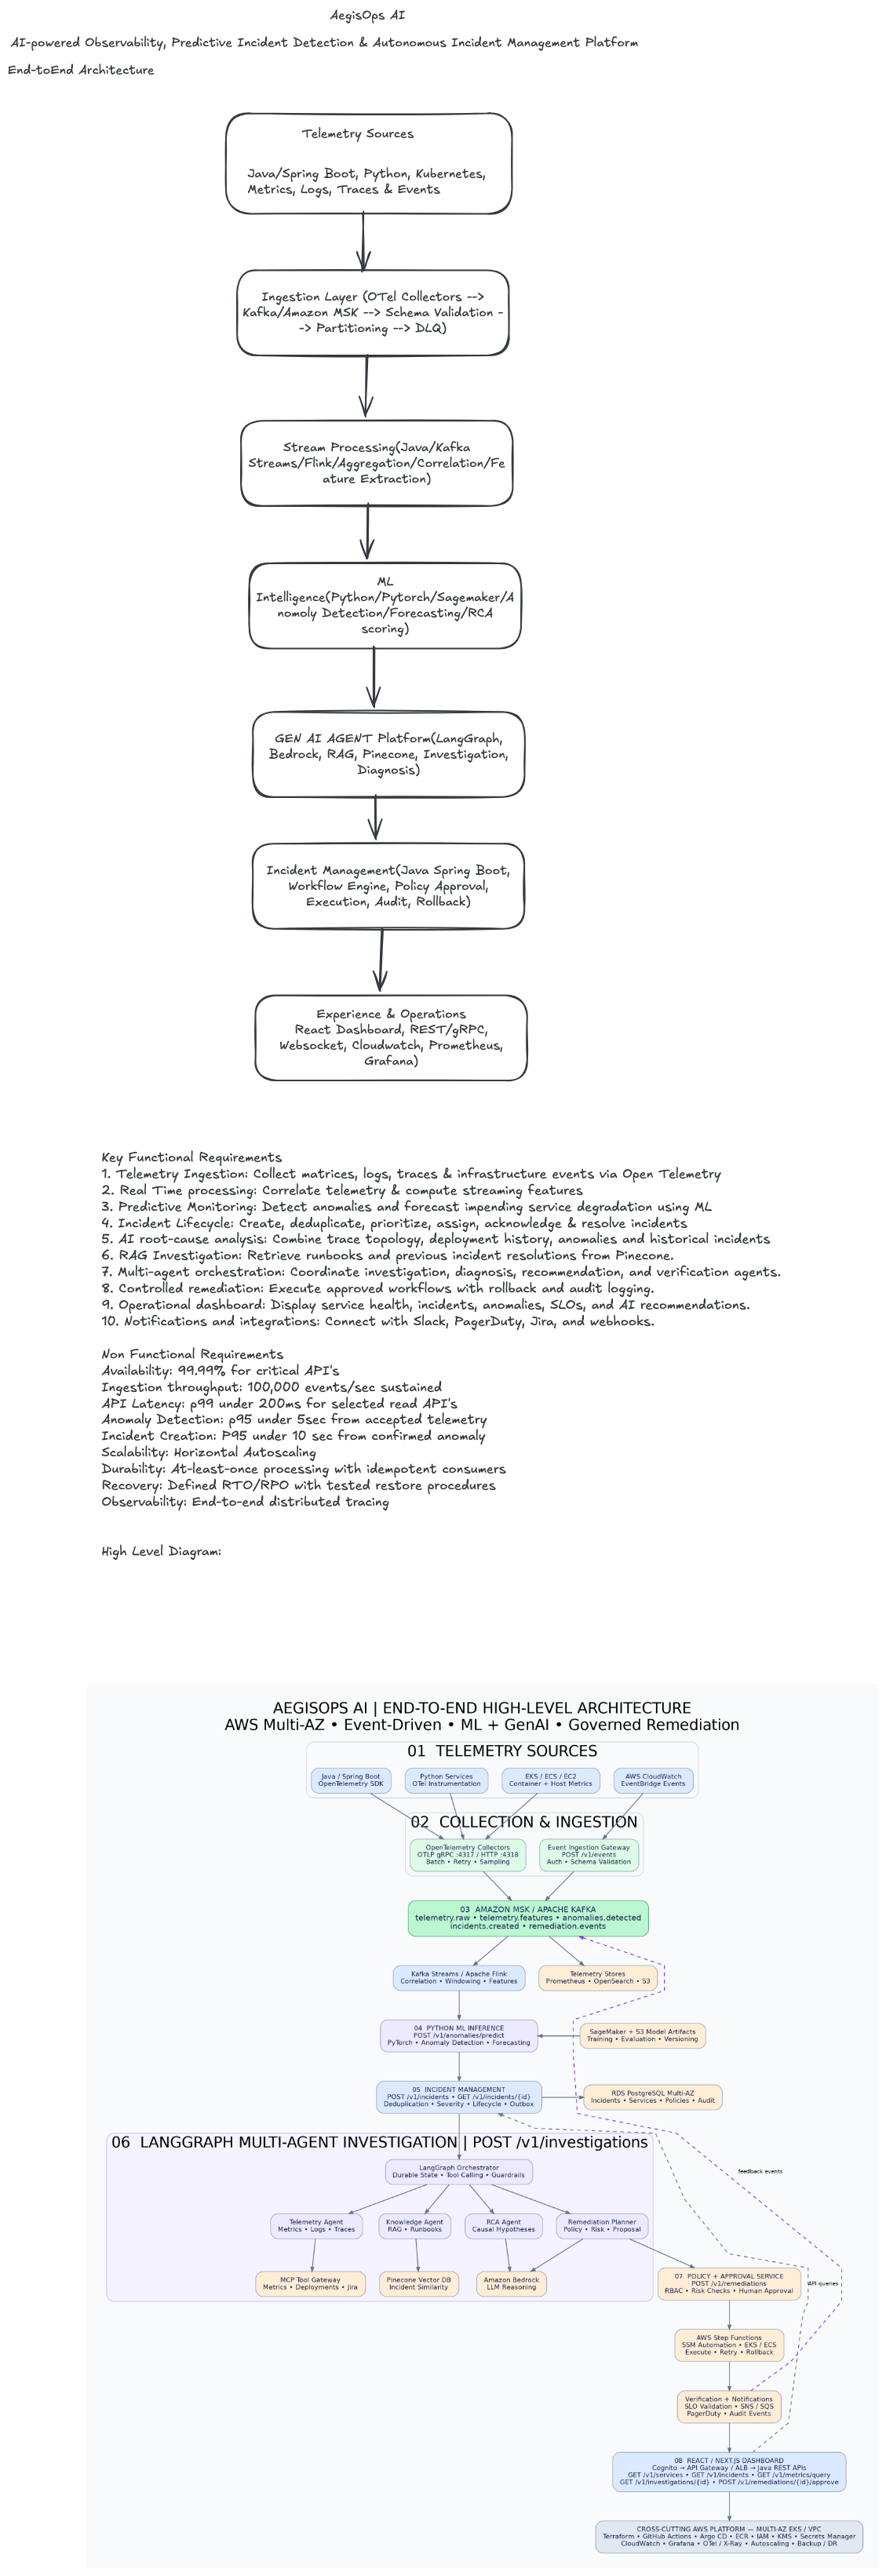 AegisOps AI
AI-powered Observability, Predictive Incident Detection & Autonomous Incident Management Platform
End-toEnd Architecture
Telemetry Sources
Java/Spring Boot, Python, Kubernetes,
Metrics, Logs, Traces & Events
Ingestion Layer (OTel Collectors -->
Kafka/Amazon MSK --> Schema Validation -
-> Partitioning --> DLQ)
Stream Processing(Java/Kafka
Streams/Flink/Aggregation/Correlation/Fe
ature Extraction)
ML
Intelligence(Python/Pytorch/Sagemaker/A
nomoly Detection/Forecasting/RCA
scoring)
GEN AI AGENT Platform(LangGraph,
Bedrock, RAG, Pinecone, Investigation,
Diagnosis)
Incident Management(Java Spring Boot,
Workflow Engine, Policy Approval,
Execution, Audit, Rollback)
Experience & Operations
React Dashboard, REST/gRPC,
Websocket, Cloudwatch, Prometheus,
Grafana)
Key Functional Requirements
1. Telemetry Ingestion: Collect matrices, logs, traces & infrastructure events via Open Telemetry
2. Real Time processing: Correlate telemetry & compute streaming features
3. Predictive Monitoring: Detect anomalies and forecast impending service degradation using ML
4. Incident Lifecycle: Create, deduplicate, prioritize, assign, acknowledge & resolve incidents
5. AI root-cause analysis: Combine trace topology, deployment history, anomalies and historical incidents
6. RAG Investigation: Retrieve runbooks and previous incident resolutions from Pinecone.
7. Multi-agent orchestration: Coordinate investigation, diagnosis, recommendation, and verification agents.
8. Controlled remediation: Execute approved workflows with rollback and audit logging.
9. Operational dashboard: Display service health, incidents, anomalies, SLOs, and AI recommendations.
10. Notifications and integrations: Connect with Slack, PagerDuty, Jira, and webhooks.
Non Functional Requirements
Availability: 99.99% for critical API's
Ingestion throughput: 100,000 events/sec sustained
API Latency: p99 under 200ms for selected read API's
Anomaly Detection: p95 under 5sec from accepted telemetry
Incident Creation: P95 under 10 sec from confirmed anomaly
Scalability: Horizontal Autoscaling
Durability: At-least-once processing with idempotent consumers
Recovery: Defined RTO/RPO with tested restore procedures
Observability: End-to-end distributed tracing
High Level Diagram:
AEGISOPS AI | END-TO-END HIGH-LEVEL ARCHITECTURE
AWS Multi-AZ • Event-Driven • ML + GenAI • Governed Remediation
01 TELEMETRY SOURCES
Java / Spring Boot
OpenTelemetry SDK
Python Services
OTel Instrumentation
EKS / ECS / EC2
Container + Host Metrics
AWS CloudWatch
EventBridge Events
02 COLLECTION & INGESTION
OpenTelemetry Collectors
OTLP gRPC :4317 / HTTP :4318
Batch • Retry • Sampling
Event Ingestion Gateway
POST /v1/events
Auth • Schema Validation
03 AMAZON MSK / APACHE KAFKA
telemetry.raw • telemetry.features • anomalies.detected
incidents.created • remediation.events
Kafka Streams / Apache Flink
Correlation • Windowing • Features
Telemetry Stores
Prometheus • OpenSearch • S3
04 PYTHON ML INFERENCE
POST /v1/anomalies/predict
PyTorch • Anomaly Detection • Forecasting
SageMaker + S3 Model Artifacts
Training • Evaluation • Versioning
05 INCIDENT MANAGEMENT
POST /v1/incidents • GET /v1/incidents/{id}
Deduplication • Severity • Lifecycle • Outbox
RDS PostgreSQL Multi-AZ
Incidents • Services • Policies • Audit
06 LANGGRAPH MULTI-AGENT INVESTIGATION | POST /v1/investigations
LangGraph Orchestrator
Durable State • Tool Calling • Guardrails
feedback events
Telemetry Agent
Metrics • Logs • Traces
Knowledge Agent
RAG • Runbooks
RCA Agent
Causal Hypotheses
Remediation Planner
Policy • Risk • Proposal
MCP Tool Gateway
Metrics • Deployments • Jira
Pinecone Vector DB
Incident Similarity
Amazon Bedrock
LLM Reasoning
07 POLICY + APPROVAL SERVICE
POST /v1/remediations
RBAC • Risk Checks • Human Approval
API queries
AWS Step Functions
SSM Automation • EKS / ECS
Execute • Retry • Rollback
Verification + Notifications
SLO Validation • SNS / SQS
PagerDuty • Audit Events
08 REACT / NEXT.JS DASHBOARD
Cognito → API Gateway / ALB → Java REST APIs
GET /v1/services • GET /v1/incidents • GET /v1/metrics/query
GET /v1/investigations/{id} • POST /v1/remediations/{id}/approve
CROSS-CUTTING AWS PLATFORM — MULTI-AZ EKS / VPC
Terraform • GitHub Actions • Argo CD • ECR • IAM • KMS • Secrets Manager
CloudWatch • Grafana • OTel / X-Ray • Autoscaling • Backup / DR